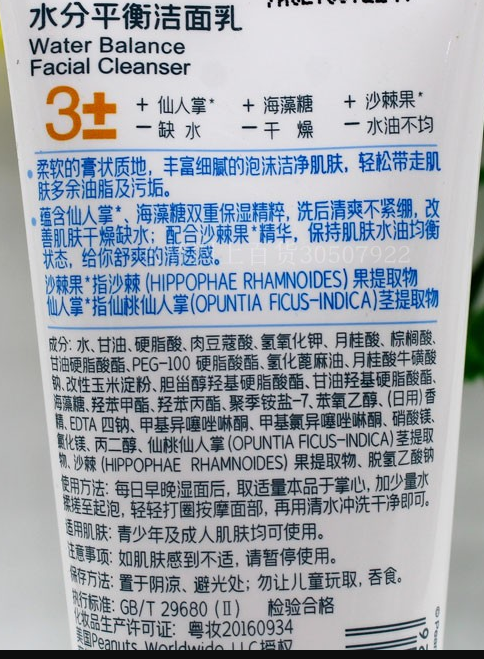 水分平衡洁面乳
Water Balance
Facial Cleanser
3± + 仙人掌* + 海藻糖 + 沙棘果*
一 缺 水 一 干 燥 一 水油不均
柔软的膏状质地，丰富细腻的泡沫洁净肌肤，轻松带走肌
肤多余油脂及污垢。
蕴含仙人掌*、海藻糖双重保湿精粹，洗后清爽不紧绷，改
善肌肤干燥缺水；配合沙棘果*精华，保持肌肤水油均衡
状态，给你舒爽的清透感。
沙棘果*指沙棘 (HIPPOPHAE RHAMNOIDES) 果提取物
仙人掌*指仙桃仙人掌(OPUNTIA FICUS-INDICA)茎提取物
成分: 水、甘油、硬脂酸、肉豆蔻酸、氢氧化钾、月桂酸、棕榈酸、
甘油硬脂酸酯、PEG-100 硬脂酸酯、氢化蓖麻油、月桂酸牛磺酸
钠、改性玉米淀粉、胆甾醇羟基硬脂酸酯、甘油羟基硬脂酸酯、
海藻糖、羟苯甲酯、羟苯丙酯、聚季铵盐-7、苯氧乙醇、(日用) 香
精、EDTA 四钠、甲基异噻唑啉酮、甲基氯异噻唑啉酮、硝酸镁、
氯化镁、丙二醇、仙桃仙人掌 (OPUNTIA FICUS-INDICA) 茎提取
物、沙棘 (HIPPOPHAE RHAMNOIDES) 果提取物、脱氢乙酸钠
使用方法: 每日早晚湿面后，取适量本品于掌心，加少量水
揉搓至起泡，轻轻打圈按摩面部，再用清水冲洗干净即可。
适用肌肤: 青少年及成人肌肤均可使用。
注意事项: 如肌肤感到不适，请暂停使用。
保存方法: 置于阴凉、避光处；勿让儿童玩取，吞食。
执行标准: GB/T 29680 (Ⅱ) 检验合格
化妆品生产许可证: 粤妆20160934
美国Peanuts Worldwide LLC授权